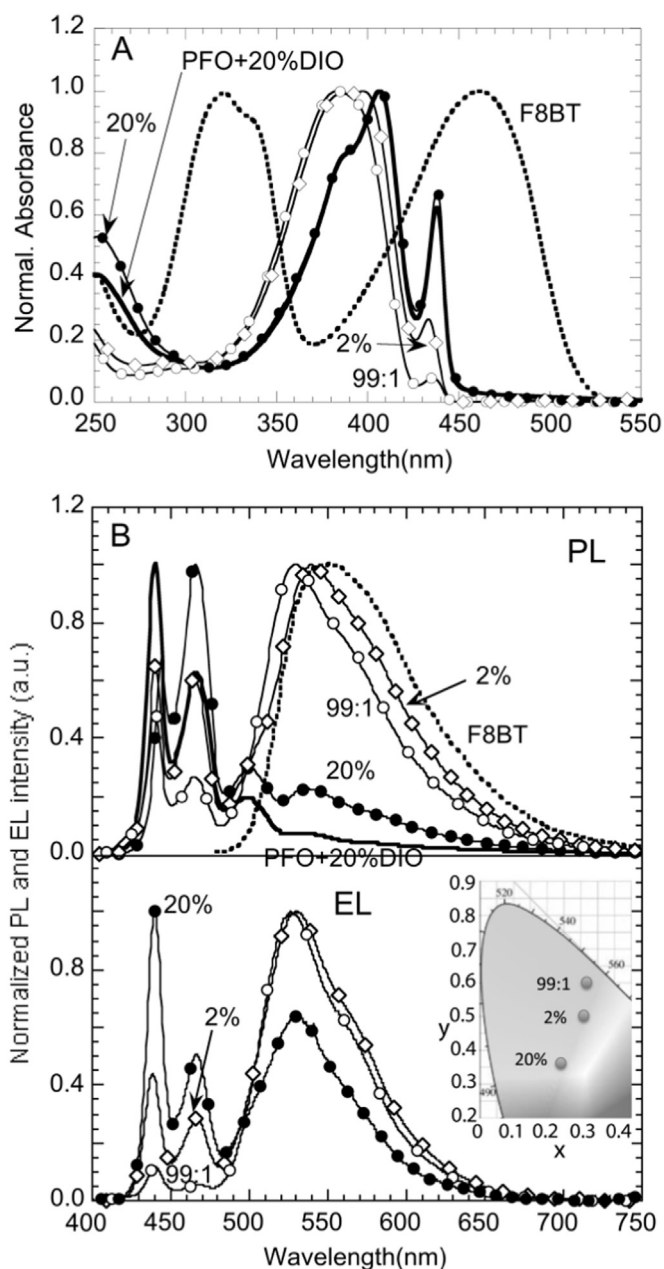 A
PFO+20%DIO
20%
F8BT
2%
99:1
1.2
1.0
0.8
0.6
0.4
0.2
0.0
Normal. Absorbance
250 300 350 400 450 500 550
Wavelength(nm)
B
PL
1.2
0.8
0.4
0.0
2%
99:1
F8BT
20%
PFO+20%DIO
Normalized PL and EL intensity (a.u.)
EL
20%
2%
99:1
0.8
0.4
0.0
0.9
0.8
0.7
0.6
0.5
0.4
0.3
0.2
y
520
540
560
490
99:1
2%
20%
0 0.1 0.2 0.3 0.4
x
400 450 500 550 600 650 700 750
Wavelength(nm)